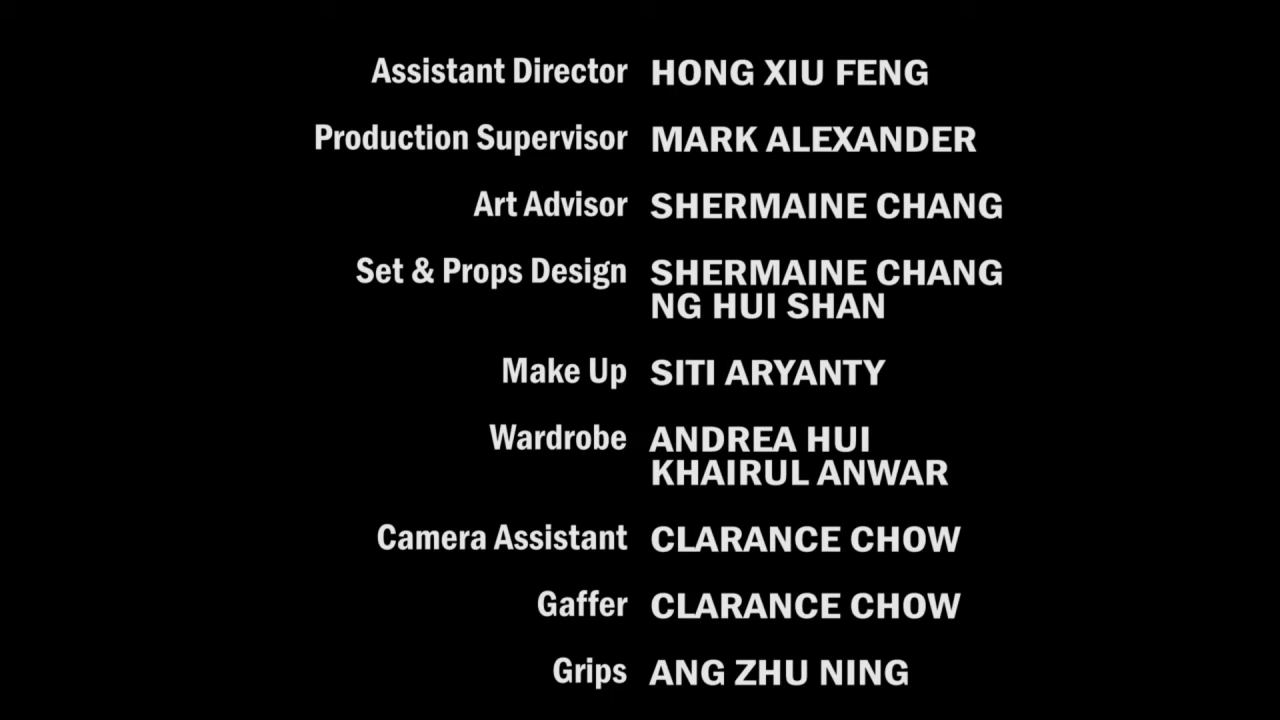 Assistant Director HONG XIU FENG
Production Supervisor MARK ALEXANDER
Art Advisor SHERMAINE CHANG
Set & Props Design SHERMAINE CHANG
NG HUI SHAN
Make Up SITI ARYANTY
Wardrobe ANDREA HUI
KHAIRUL ANWAR
Camera Assistant CLARANCE CHOW
Gaffer CLARANCE CHOW
Grips ANG ZHU NING